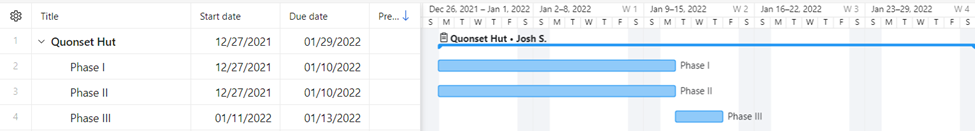 Title Start date Due date Pre... ↓ Dec 26, 2021 – Jan 1, 2022 Jan 2–8, 2022 W 1 Jan 9–15, 2022 W 2 Jan 16–22, 2022 W 3 Jan 23–29, 2022 W 4
S M T W T F S S M T W T F S S M T W T F S S M T W T F S S M T W T F S
1 Quonset Hut 12/27/2021 01/29/2022 Quonset Hut • Josh S.
2 Phase I 12/27/2021 01/10/2022 Phase I
3 Phase II 12/27/2021 01/10/2022 Phase II
4 Phase III 01/11/2022 01/13/2022 Phase III